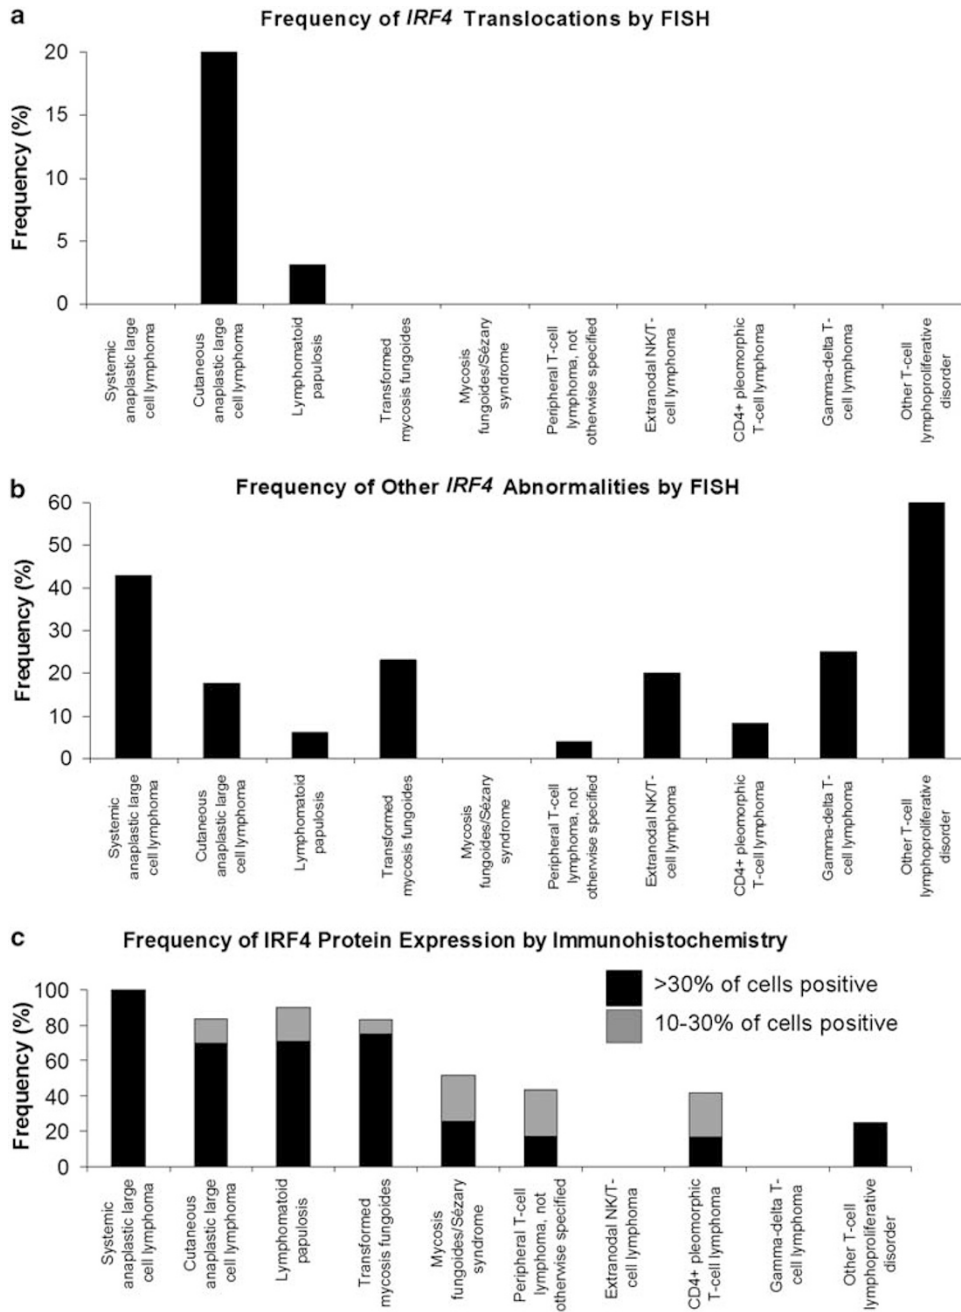 a
Frequency of IRF4 Translocations by FISH
Frequency (%)
20
15
10
5
0
Systemic
anaplastic large
cell lymphoma
Cutaneous
anaplastic large
cell lymphoma
Lymphomatoid
papulosis
Transformed
mycosis fungoides
Mycosis
fungoides/Sézary
syndrome
Peripheral T-cell
lymphoma, not
otherwise specified
Extranodal NK/T-
cell lymphoma
CD4+ pleomorphic
T-cell lymphoma
Gamma-delta T-
cell lymphoma
Other T-cell
lymphoproliferative
disorder
b
Frequency of Other IRF4 Abnormalities by FISH
Frequency (%)
60
50
40
30
20
10
0
Systemic
anaplastic large
cell lymphoma
Cutaneous
anaplastic large
cell lymphoma
Lymphomatoid
papulosis
Transformed
mycosis fungoides
Mycosis
fungoides/Sézary
syndrome
Peripheral T-cell
lymphoma, not
otherwise specified
Extranodal NK/T-
cell lymphoma
CD4+ pleomorphic
T-cell lymphoma
Gamma-delta T-
cell lymphoma
Other T-cell
lymphoproliferative
disorder
c
Frequency of IRF4 Protein Expression by Immunohistochemistry
Frequency (%)
100
80
60
40
20
0
>30% of cells positive
10-30% of cells positive
Systemic
anaplastic large
cell lymphoma
Cutaneous
anaplastic large
cell lymphoma
Lymphomatoid
papulosis
Transformed
mycosis fungoides
Mycosis
fungoides/Sézary
syndrome
Peripheral T-cell
lymphoma, not
otherwise specified
Extranodal NK/T-
cell lymphoma
CD4+ pleomorphic
T-cell lymphoma
Gamma-delta T-
cell lymphoma
Other T-cell
lymphoproliferative
disorder